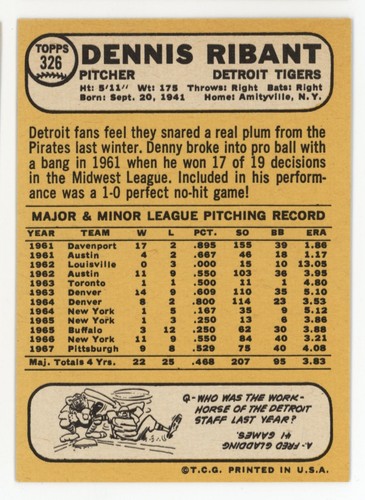 TOPPS
326
DENNIS RIBANT
PITCHER DETROIT TIGERS
Ht: 5'11" Wt: 175 Throws: Right Bats: Right
Born: Sept. 20, 1941 Home: Amityville, N.Y.
Detroit fans feel they snared a real plum from the
Pirates last winter. Denny broke into pro ball with
a bang in 1961 when he won 17 of 19 decisions
in the Midwest League. Included in his perform-
ance was a 1-0 perfect no-hit game!
MAJOR & MINOR LEAGUE PITCHING RECORD
YEAR TEAM W L PCT. SO BB ERA
1961 Davenport 17 2 .895 155 39 1.86
1961 Austin 4 2 .667 46 18 1.17
1962 Louisville 0 3 .000 15 10 13.05
1962 Austin 11 9 .550 103 36 3.95
1963 Toronto 1 1 .500 11 1 4.80
1963 Denver 14 9 .609 110 35 5.10
1964 Denver 8 2 .800 114 23 3.53
1964 New York 1 5 .167 35 9 5.12
1965 New York 1 3 .250 13 6 3.86
1965 Buffalo 3 12 .250 62 30 3.88
1966 New York 11 9 .550 84 40 3.21
1967 Pittsburgh 9 8 .529 75 40 4.08
Maj. Totals 4 Yrs. 22 25 .468 207 95 3.83
Q- WHO WAS THE WORK-
HORSE OF THE DETROIT
STAFF LAST YEAR?
A- FRED GLADDING
41 GAMES.
©T.C.G. PRINTED IN U.S.A.